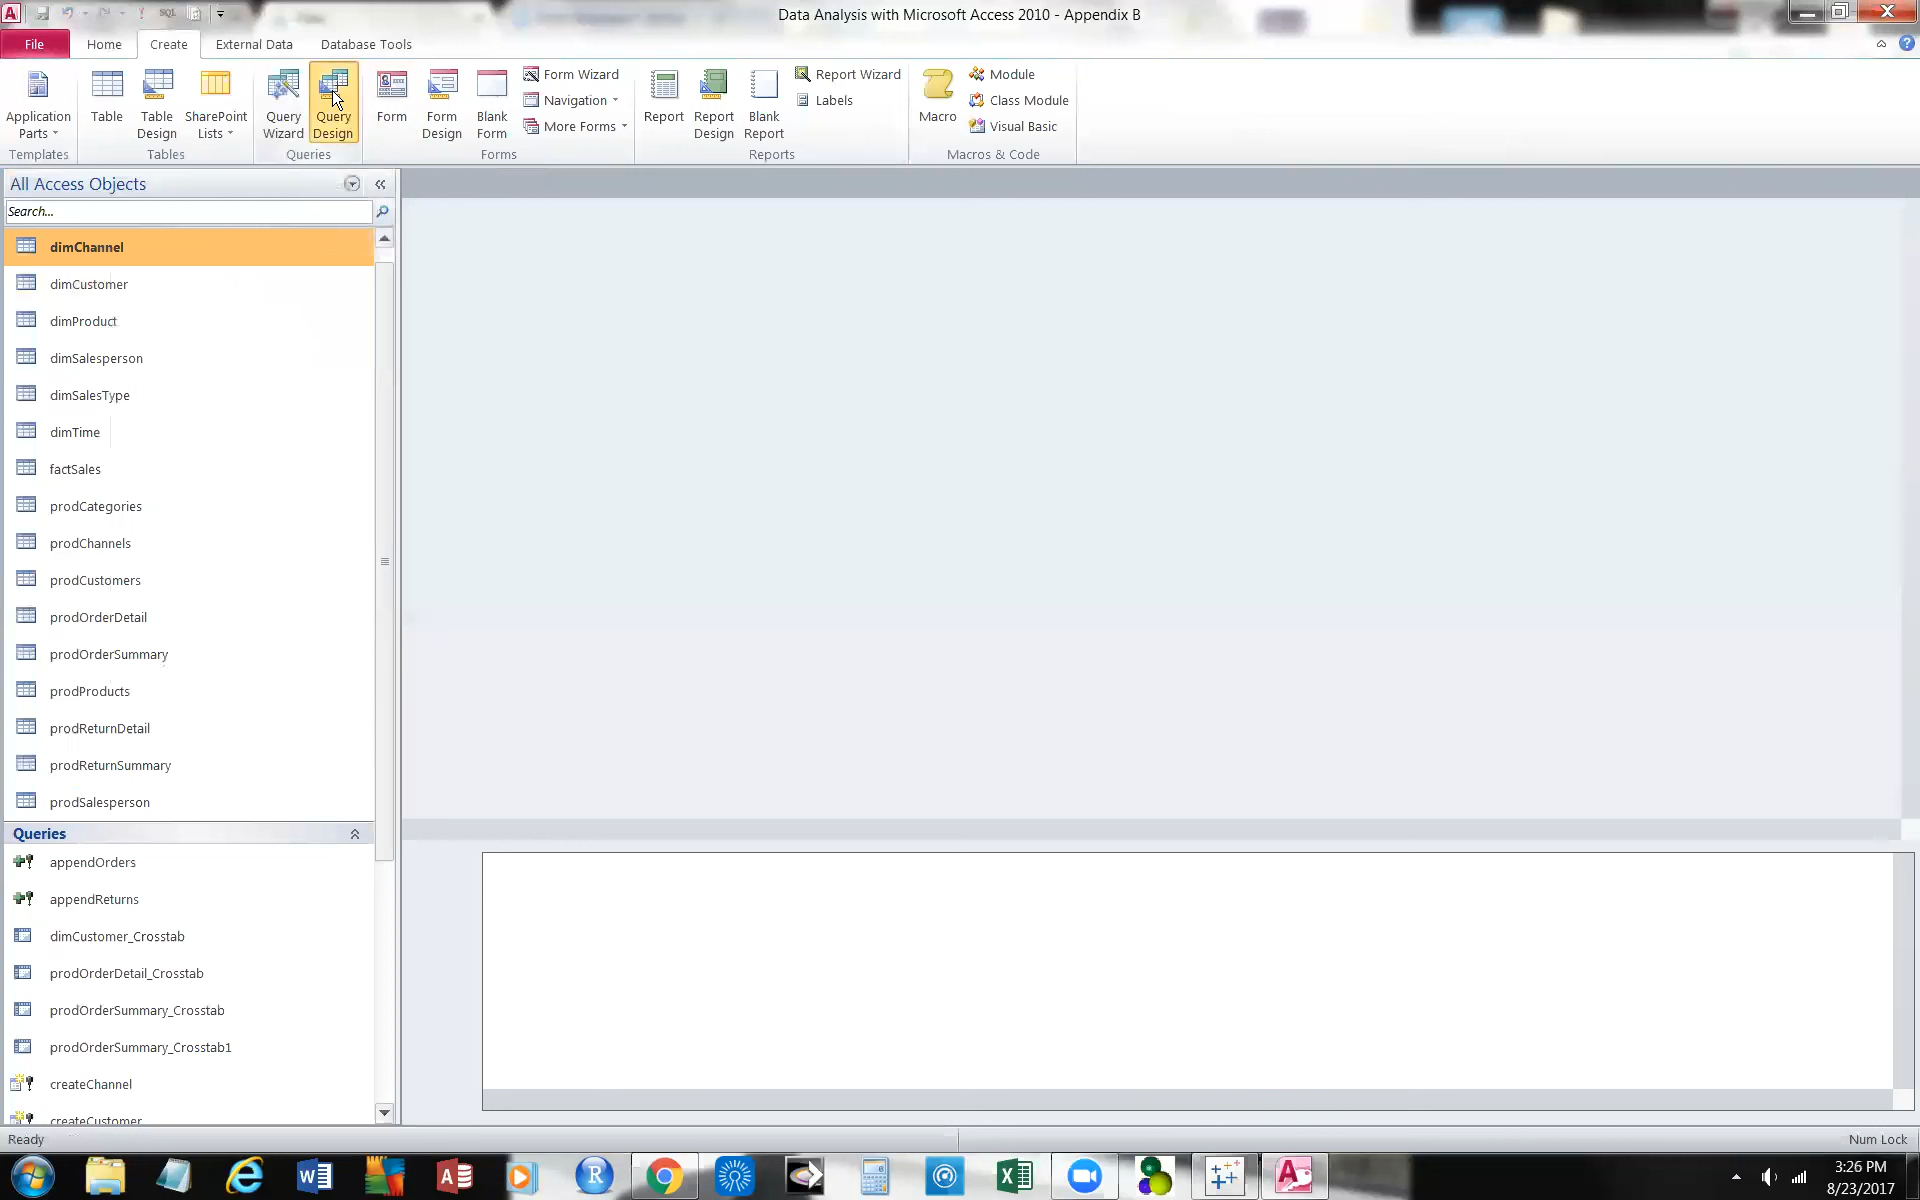 Data Analysis with Microsoft Access 2010 - Appendix B
File Home Create External Data Database Tools
Application Parts
Table
Table Design
SharePoint Lists
Query Wizard
Query Design
Form
Form Design
Blank Form
Form Wizard
Navigation
More Forms
Report
Report Design
Blank Report
Report Wizard
Labels
Macro
Module
Class Module
Visual Basic
Templates Tables Queries Forms Reports Macros & Code
All Access Objects
Search...
dimChannel
dimCustomer
dimProduct
dimSalesperson
dimSalesType
dimTime
factSales
prodCategories
prodChannels
prodCustomers
prodOrderDetail
prodOrderSummary
prodProducts
prodReturnDetail
prodReturnSummary
prodSalesperson
Queries
appendOrders
appendReturns
dimCustomer_Crosstab
prodOrderDetail_Crosstab
prodOrderSummary_Crosstab
prodOrderSummary_Crosstab1
createChannel
createCustomer
Ready
Num Lock
3:26 PM
8/23/2017